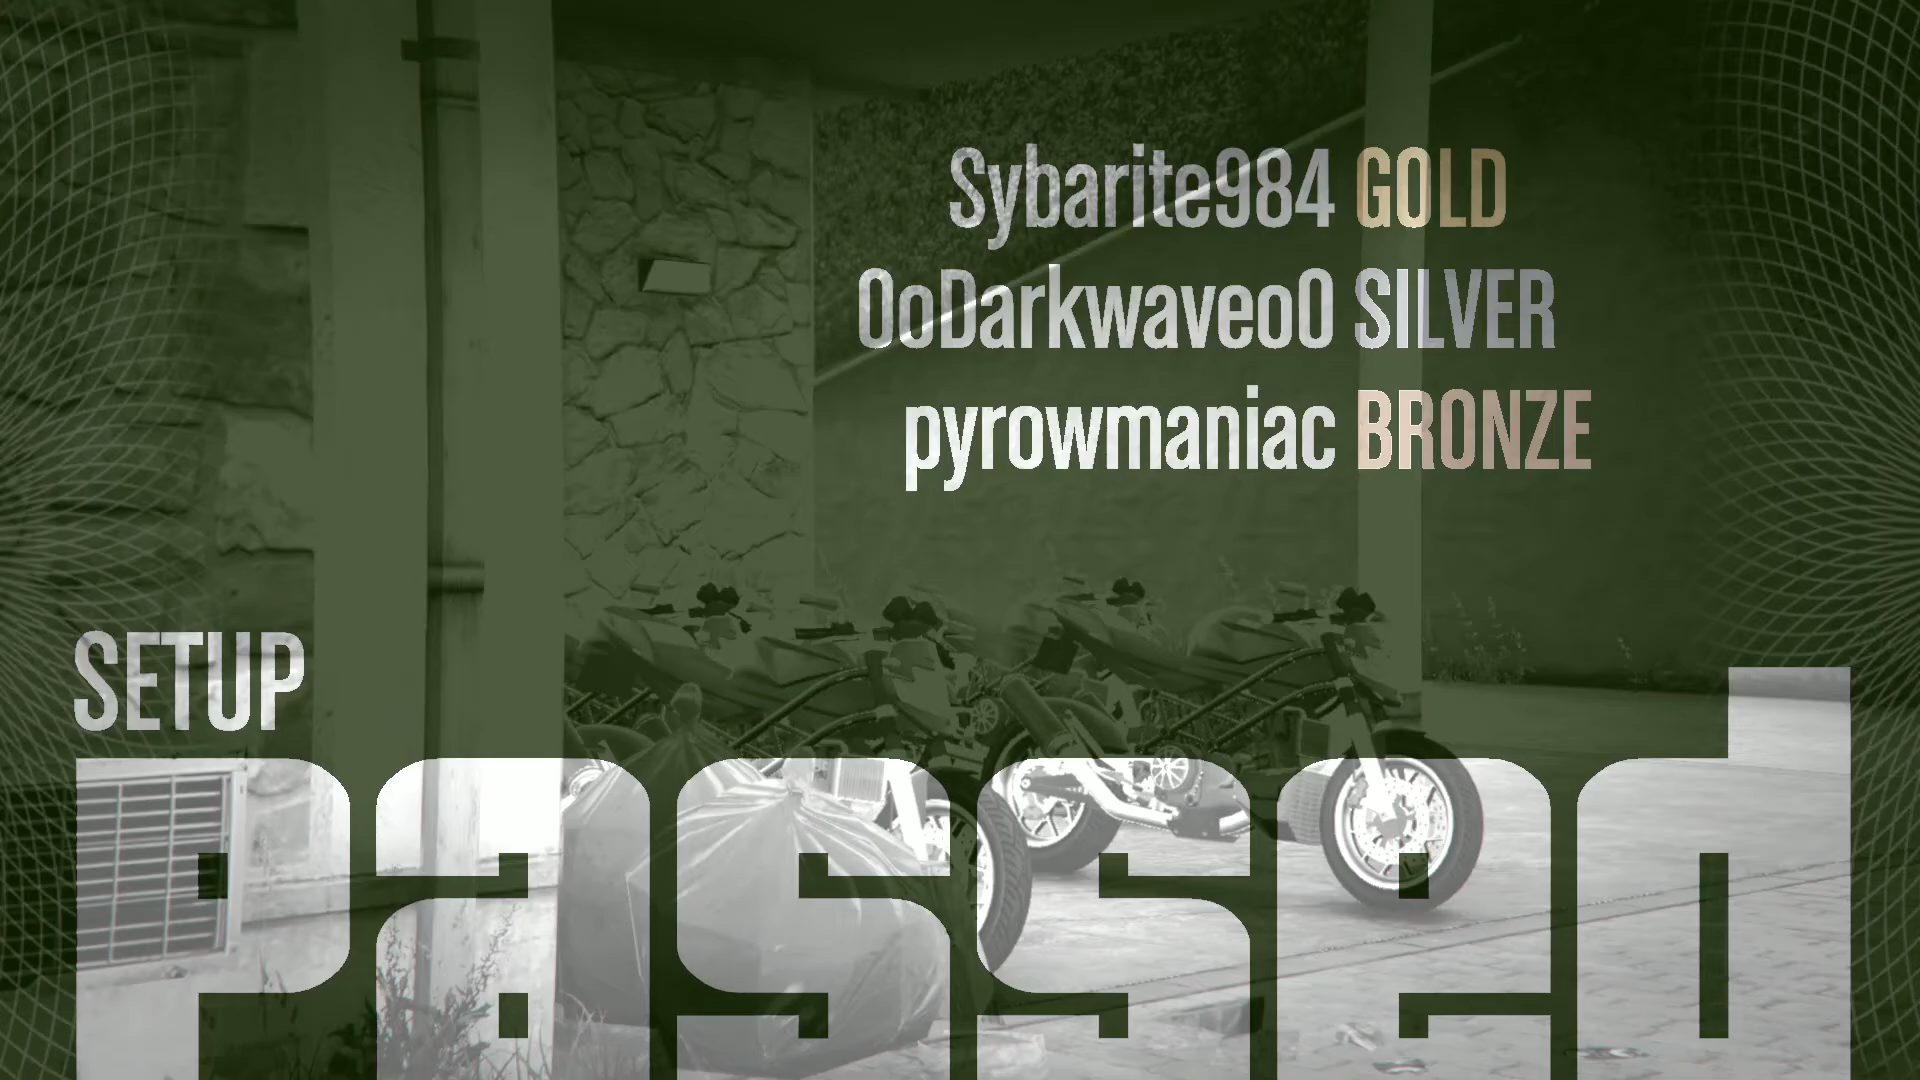 Sybarite984 GOLD
OoDarkwaveoO SILVER
pyrowmaniac BRONZE
SETUP
passed